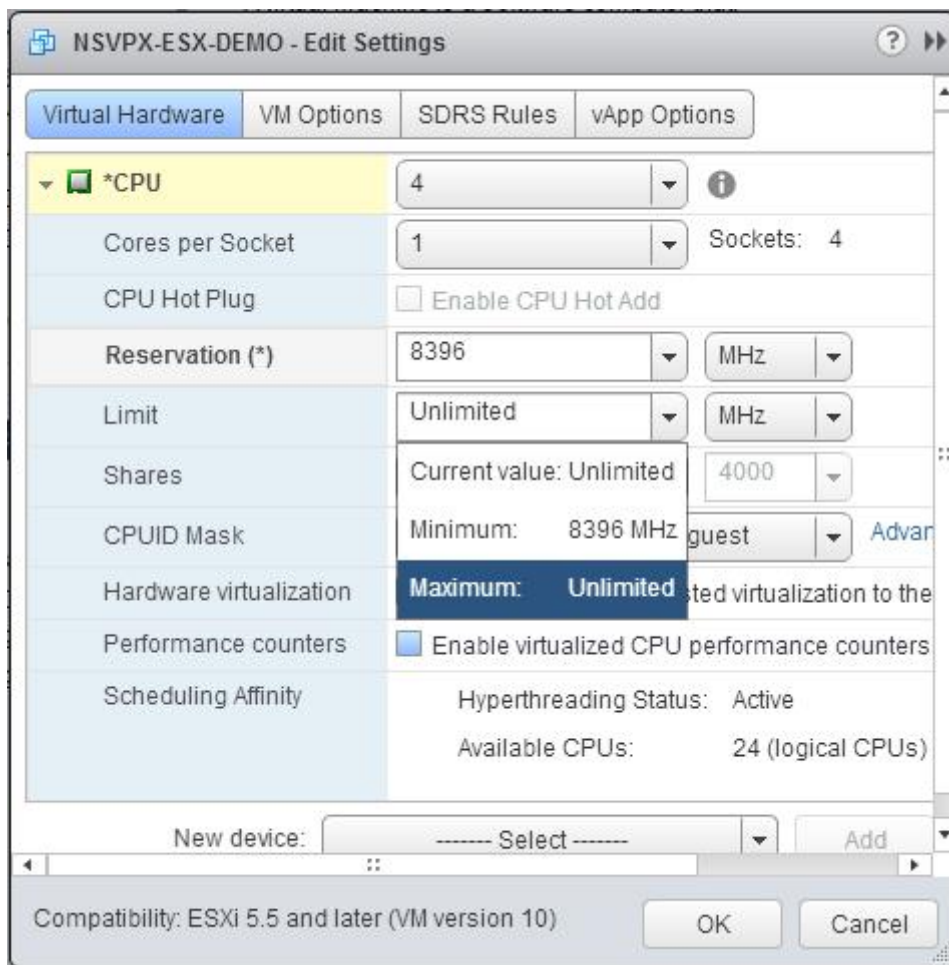 NSVPX-ESX-DEMO - Edit Settings ?
Virtual Hardware VM Options SDRS Rules vApp Options
*CPU 4
Cores per Socket 1 Sockets: 4
CPU Hot Plug Enable CPU Hot Add
Reservation (*) 8396 MHz
Limit Unlimited MHz
Current value: Unlimited
Shares 4000
Minimum: 8396 MHz
CPUID Mask guest Advan
Maximum: Unlimited
Hardware virtualization sted virtualization to the
Performance counters Enable virtualized CPU performance counters
Scheduling Affinity Hyperthreading Status: Active
Available CPUs: 24 (logical CPUs)
New device: ------- Select ------- Add
Compatibility: ESXi 5.5 and later (VM version 10) OK Cancel